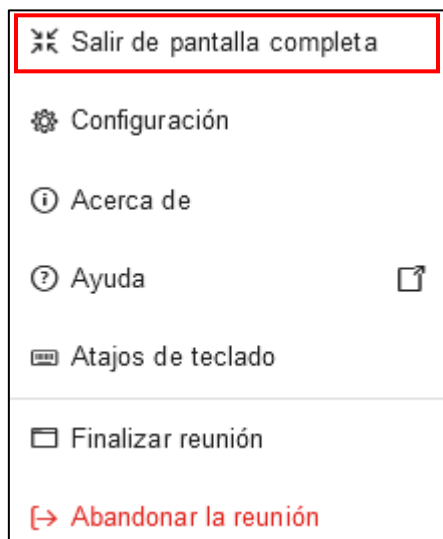 Salir de pantalla completa
Configuración
Acerca de
Ayuda
Atajos de teclado
Finalizar reunión
Abandonar la reunión